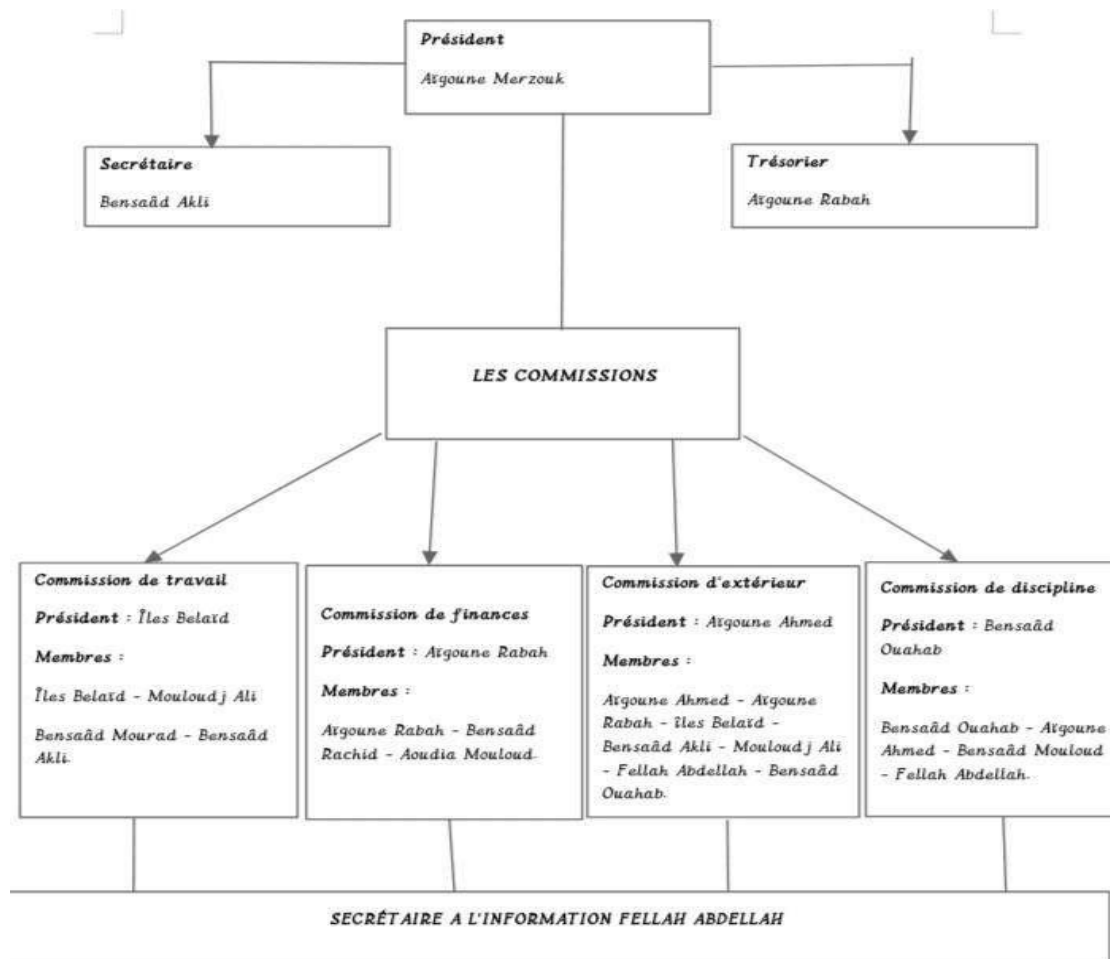 Président
Aïgoune Merzouk
Secrétaire
Bensaâd Akli
Trésorier
Aïgoune Rabah
LES COMMISSIONS
Commission de travail
Président : Îles Belaïd
Membres :
Îles Belaïd - Mouloudj Ali
Bensaâd Mourad - Bensaâd
Akli.
Commission de finances
Président : Aïgoune Rabah
Membres :
Aïgoune Rabah - Bensaâd
Rachid - Aoudia Mouloud.
Commission d'extérieur
Président : Aïgoune Ahmed
Membres :
Aïgoune Ahmed - Aïgoune
Rabah - îles Belaïd -
Bensaâd Akli - Mouloudj Ali
- Fellah Abdellah - Bensaâd
Ouahab.
Commission de discipline
Président : Bensaâd
Ouahab
Membres :
Bensaâd Ouahab - Aïgoune
Ahmed - Bensaâd Mouloud
- Fellah Abdellah.
SECRÉTAIRE A L'INFORMATION FELLAH ABDELLAH